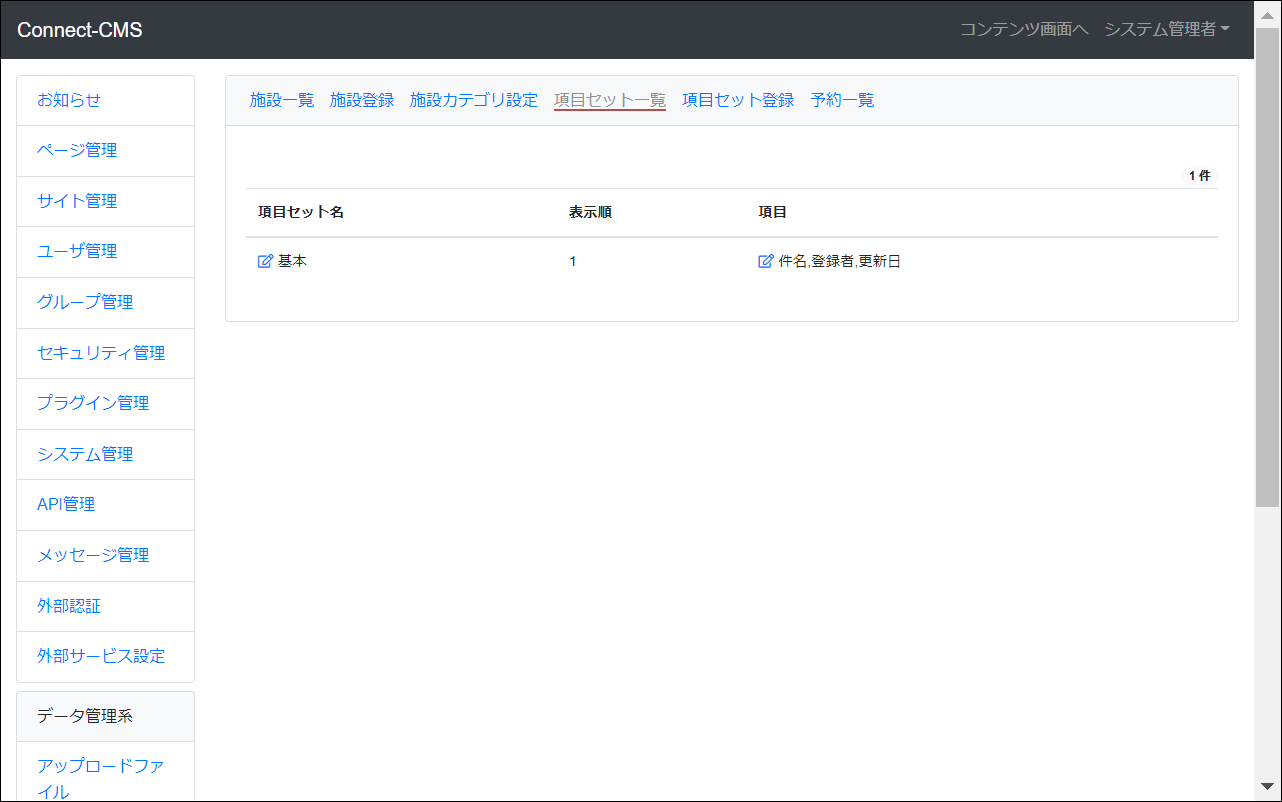 Connect-CMS
コンテンツ画面へ システム管理者
お知らせ
ページ管理
サイト管理
ユーザ管理
グループ管理
セキュリティ管理
プラグイン管理
システム管理
API管理
メッセージ管理
外部認証
外部サービス設定
データ管理系
アップロードファ
イル
施設一覧 施設登録 施設カテゴリ設定 項目セット一覧 項目セット登録 予約一覧
1 件
項目セット名 表示順 項目
基本 1 件名,登録者,更新日